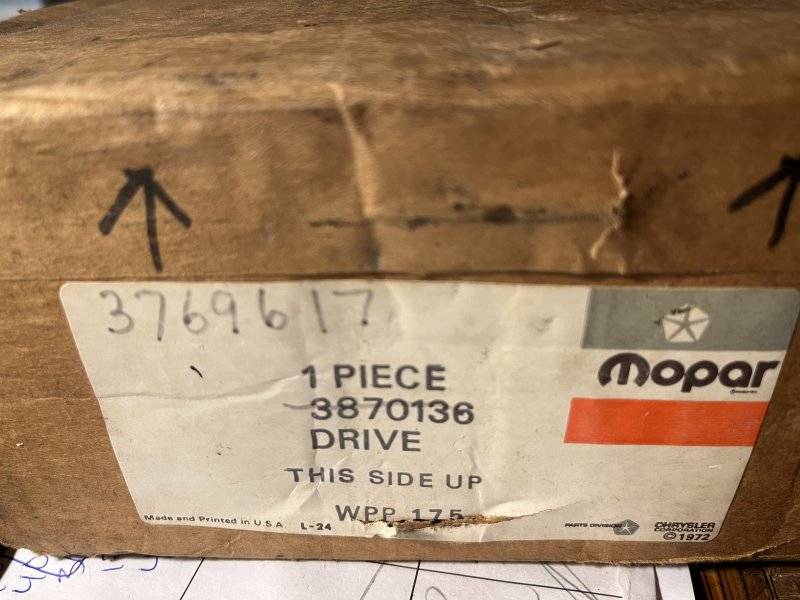 3769617
mopar
1 PIECE
3870136
DRIVE
THIS SIDE UP
WPP 175
Made and Printed in U.S.A. L-24
PARTS DIVISION
CHRYSLER
CORPORATION
©1972